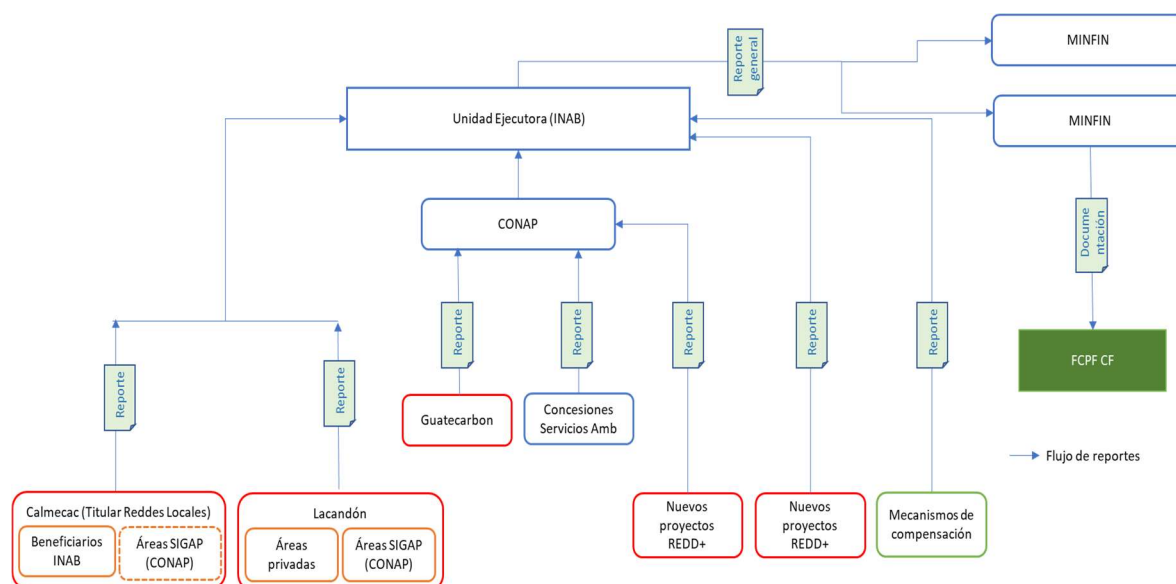 MINFIN
Reporte
general
MINFIN
Unidad Ejecutora (INAB)
CONAP
Docume
ntación
Reporte
Reporte
Reporte
Reporte
Reporte
Reporte
Reporte
FCPF CF
Guatecarbon
Concesiones
Servicios Amb
Flujo de reportes
Calmecac (Titular Reddes Locales)
Beneficiarios
INAB
Áreas SIGAP
(CONAP)
Lacandón
Áreas
privadas
Áreas SIGAP
(CONAP)
Nuevos
proyectos
REDD+
Nuevos
proyectos
REDD+
Mecanismos de
compensación